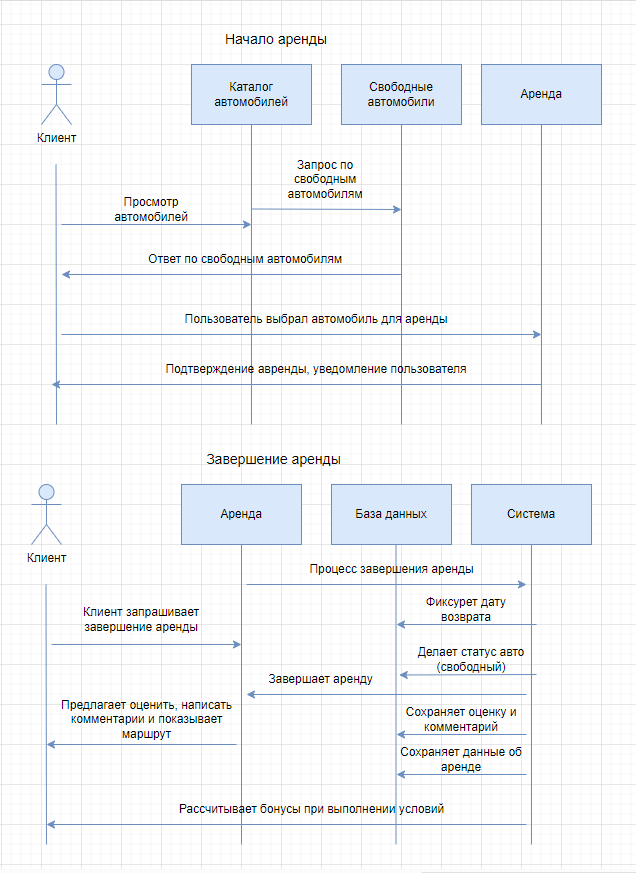 Начало аренды
Каталог
автомобилей
Свободные
автомобили
Аренда
Клиент
Запрос по
свободным
автомобилям
Просмотр
автомобилей
Ответ по свободным автомобилям
Пользователь выбрал автомобиль для аренды
Подтверждение авренды, уведомление пользователя
Завершение аренды
Аренда
База данных
Система
Клиент
Процесс завершения аренды
Фиксурет дату
возврата
Клиент запрашивает
завершение аренды
Делает статус авто
(свободный)
Завершает аренду
Предлагает оценить, написать
комментарии и показывает
маршрут
Сохраняет оценку и
комментарий
Сохраняет данные об
аренде
Рассчитывает бонусы при выполнении условий